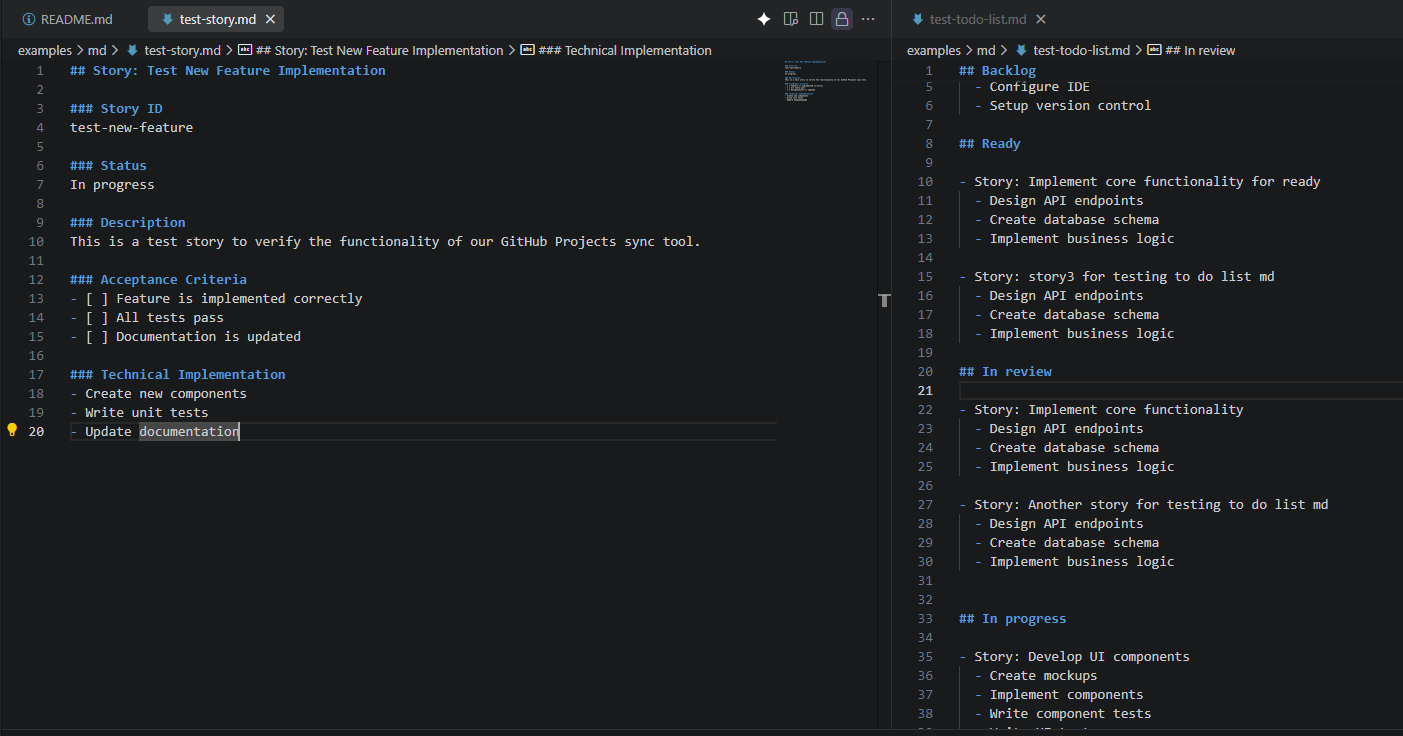 README.md
test-story.md
examples > md > test-story.md > ## Story: Test New Feature Implementation > ### Technical Implementation
1 ## Story: Test New Feature Implementation
2
3 ### Story ID
4 test-new-feature
5
6 ### Status
7 In progress
8
9 ### Description
10 This is a test story to verify the functionality of our GitHub Projects sync tool.
11
12 ### Acceptance Criteria
13 - [ ] Feature is implemented correctly
14 - [ ] All tests pass
15 - [ ] Documentation is updated
16
17 ### Technical Implementation
18 - Create new components
19 - Write unit tests
20 - Update documentation
test-todo-list.md
examples > md > test-todo-list.md > ## In review
1 ## Backlog
5 - Configure IDE
6 - Setup version control
7
8 ## Ready
9
10 - Story: Implement core functionality for ready
11 - Design API endpoints
12 - Create database schema
13 - Implement business logic
14
15 - Story: story3 for testing to do list md
16 - Design API endpoints
17 - Create database schema
18 - Implement business logic
19
20 ## In review
21
22 - Story: Implement core functionality
23 - Design API endpoints
24 - Create database schema
25 - Implement business logic
26
27 - Story: Another story for testing to do list md
28 - Design API endpoints
29 - Create database schema
30 - Implement business logic
31
32
33 ## In progress
34
35 - Story: Develop UI components
36 - Create mockups
37 - Implement components
38 - Write component tests